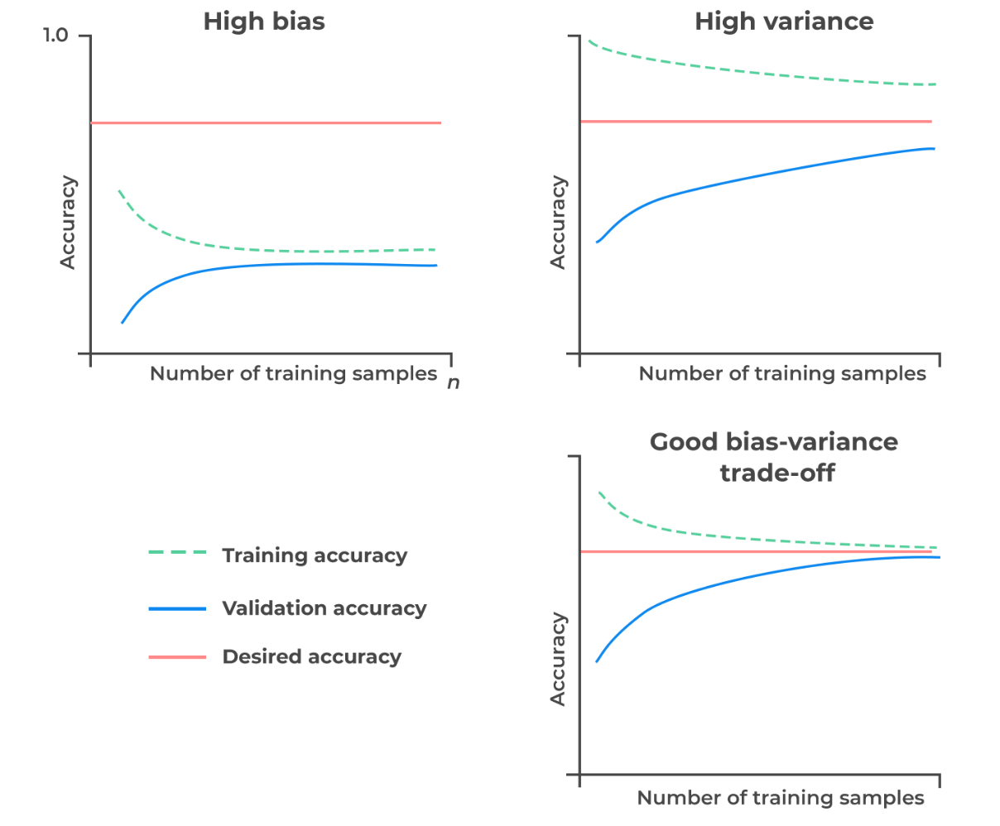 High bias
1.0
Accuracy
Number of training samples
n
High variance
Accuracy
Number of training samples
Good bias-variance
trade-off
Accuracy
Number of training samples
Training accuracy
Validation accuracy
Desired accuracy